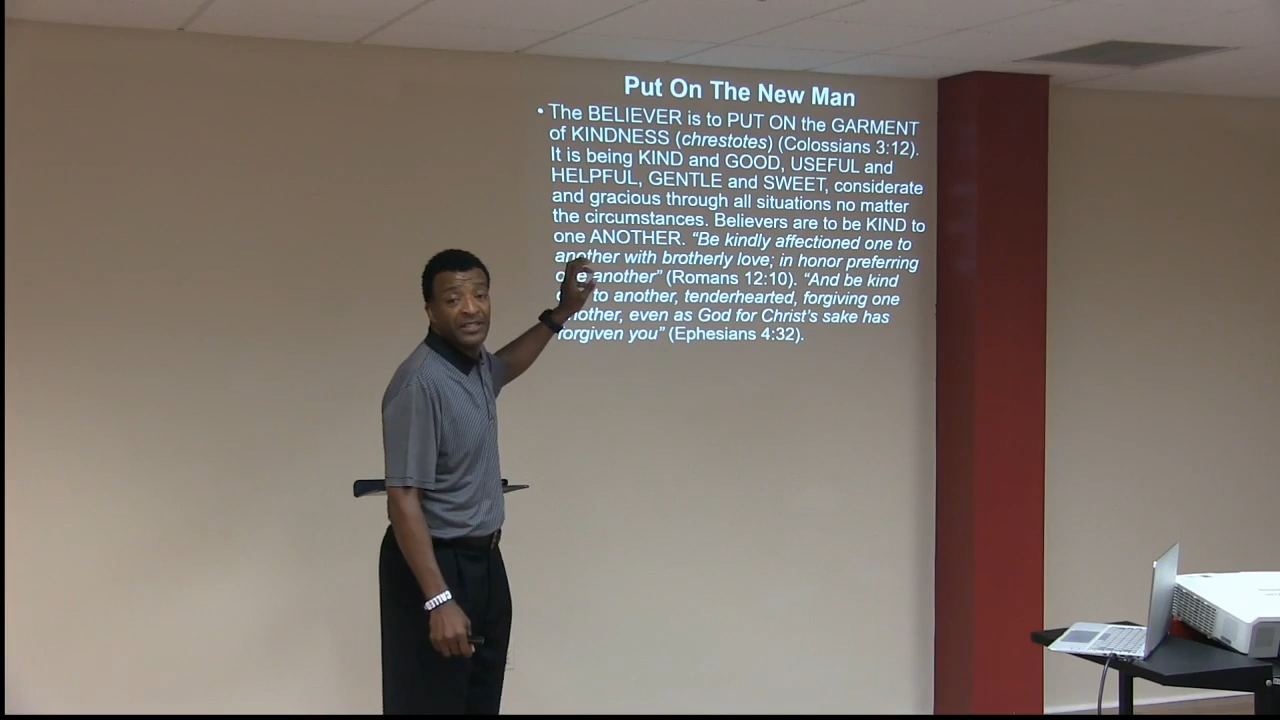 Put On The New Man
• The BELIEVER is to PUT ON the GARMENT
of KINDNESS (chrestotes) (Colossians 3:12).
It is being KIND and GOOD, USEFUL and
HELPFUL, GENTLE and SWEET, considerate
and gracious through all situations no matter
the circumstances. Believers are to be KIND to
one ANOTHER. “Be kindly affectioned one to
another with brotherly love; in honor preferring
one another” (Romans 12:10). “And be kind
to another, tenderhearted, forgiving one
another, even as God for Christ’s sake has
forgiven you” (Ephesians 4:32).